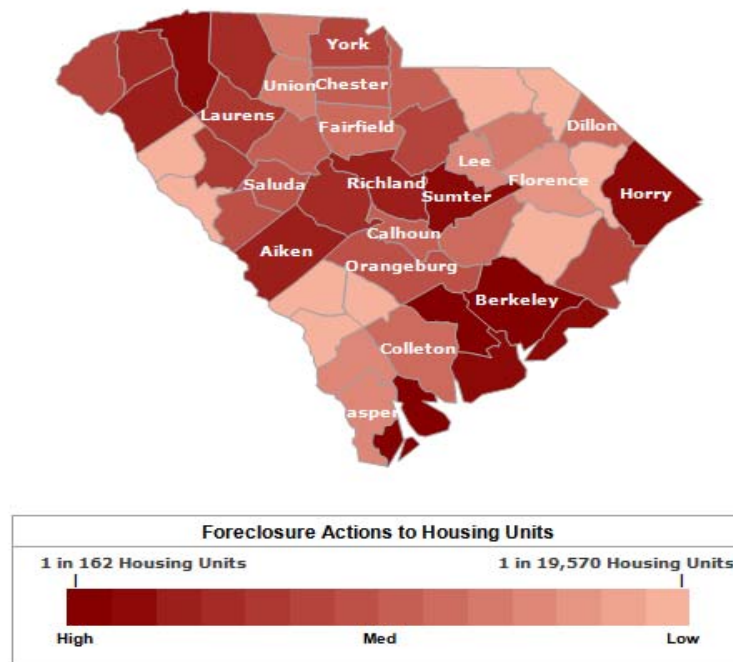 York
Union Chester
Laurens
Fairfield
Dillon
Lee
Saluda
Richland
Florence
Sumter
Horry
Calhoun
Aiken
Orangeburg
Berkeley
Colleton
asper
Foreclosure Actions to Housing Units
1 in 162 Housing Units 1 in 19,570 Housing Units
High Med Low